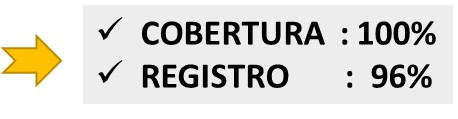 ✓ COBERTURA : 100%
✓ REGISTRO : 96%